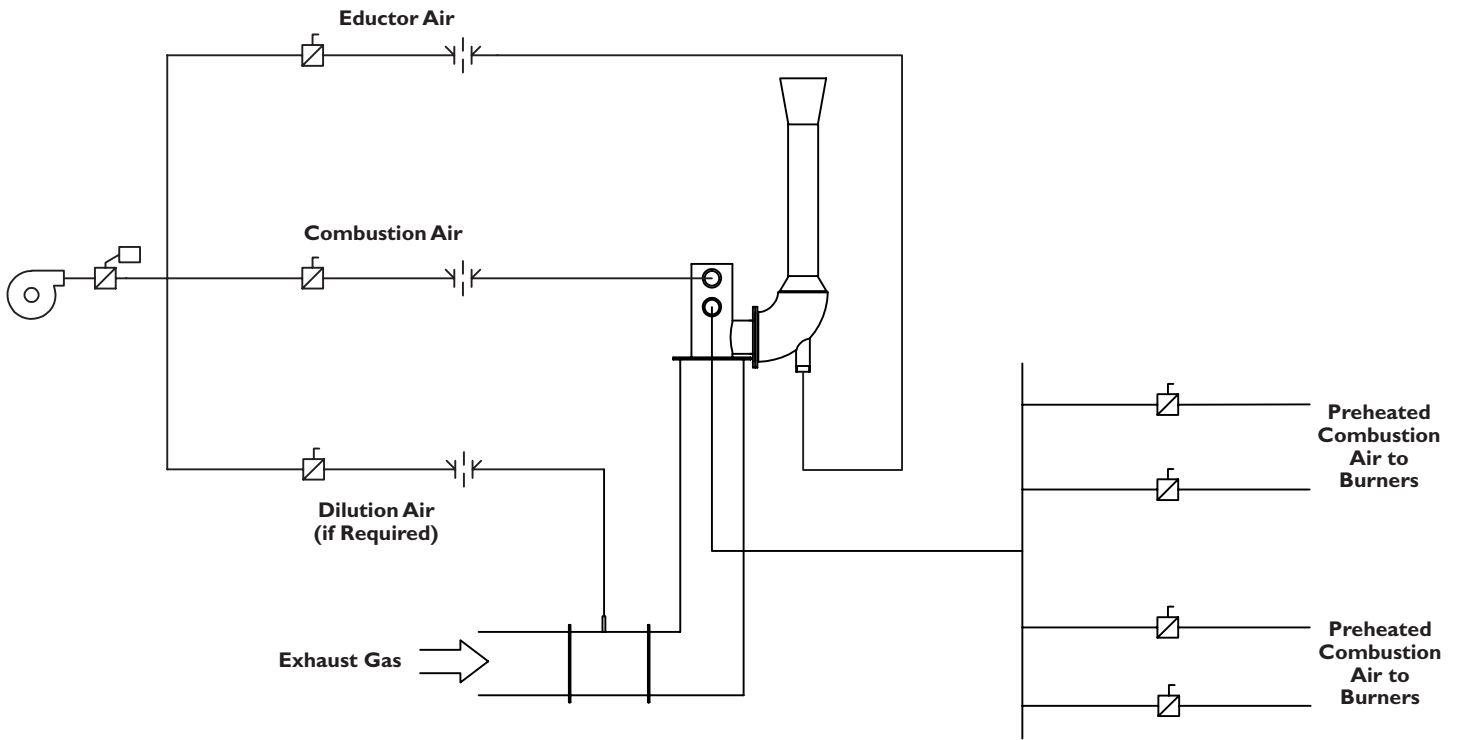 Eductor Air
Combustion Air
Dilution Air
(if Required)
Exhaust Gas
Preheated
Combustion
Air to
Burners
Preheated
Combustion
Air to
Burners